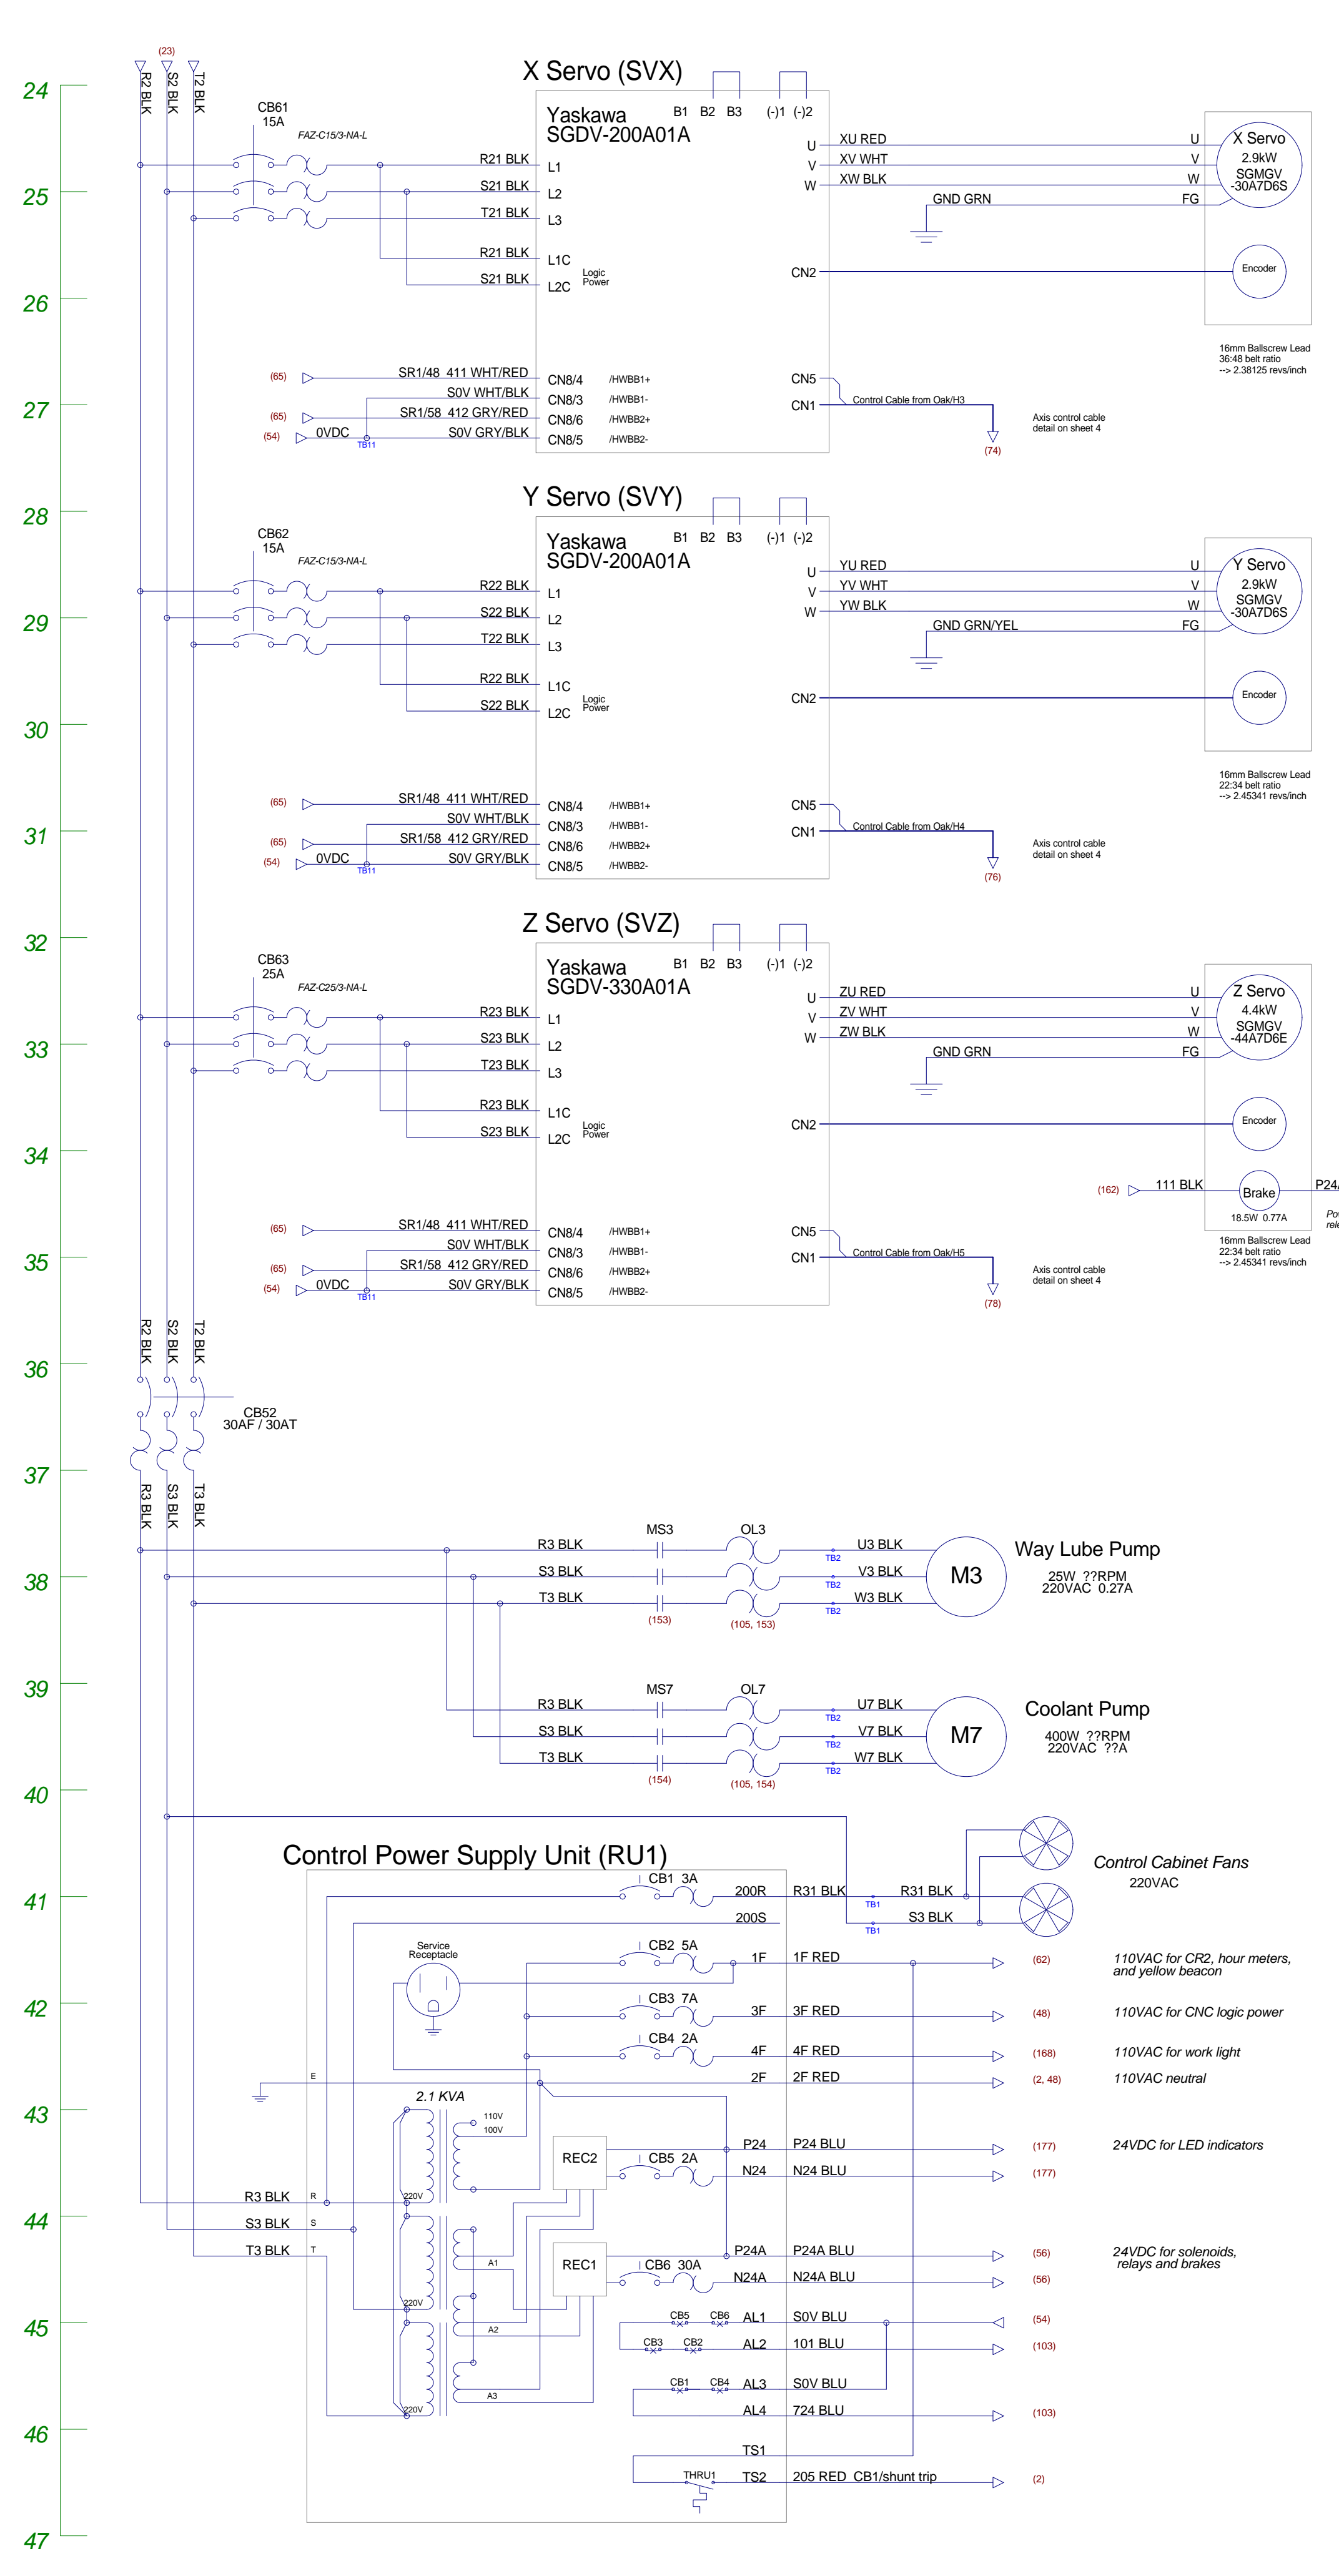 (23)
24
R2 BLK
S2 BLK
T2 BLK
X Servo (SVX)
CB61
15A
FAZ-C15/3-NA-L
Yaskawa
SGDV-200A01A
B1 B2 B3 (-)1 (-)2
R21 BLK L1
S21 BLK L2
T21 BLK L3
R21 BLK L1C
S21 BLK L2C
Logic
Power
U XU RED U
V XV WHT V
W XW BLK W
GND GRN FG
X Servo
2.9kW
SGMGV
-30A7D6S
25
CN2
Encoder
26
16mm Ballscrew Lead
36:48 belt ratio
--> 2.38125 revs/inch
(65) SR1/48 411 WHT/RED CN8/4 /HWBB1+
S0V WHT/BLK CN8/3 /HWBB1-
(65) SR1/58 412 GRY/RED CN8/6 /HWBB2+
(54) 0VDC TB11 S0V GRY/BLK CN8/5 /HWBB2-
CN5
CN1 Control Cable from Oak/H3
(74)
Axis control cable
detail on sheet 4
27
28
Y Servo (SVY)
CB62
15A
FAZ-C15/3-NA-L
Yaskawa
SGDV-200A01A
B1 B2 B3 (-)1 (-)2
R22 BLK L1
S22 BLK L2
T22 BLK L3
R22 BLK L1C
S22 BLK L2C
Logic
Power
U YU RED U
V YV WHT V
W YW BLK W
GND GRN/YEL FG
Y Servo
2.9kW
SGMGV
-30A7D6S
29
CN2
Encoder
30
16mm Ballscrew Lead
22:34 belt ratio
--> 2.45341 revs/inch
(65) SR1/48 411 WHT/RED CN8/4 /HWBB1+
S0V WHT/BLK CN8/3 /HWBB1-
(65) SR1/58 412 GRY/RED CN8/6 /HWBB2+
(54) 0VDC TB11 S0V GRY/BLK CN8/5 /HWBB2-
CN5
CN1 Control Cable from Oak/H4
(76)
Axis control cable
detail on sheet 4
31
32
Z Servo (SVZ)
CB63
25A
FAZ-C25/3-NA-L
Yaskawa
SGDV-330A01A
B1 B2 B3 (-)1 (-)2
R23 BLK L1
S23 BLK L2
T23 BLK L3
R23 BLK L1C
S23 BLK L2C
Logic
Power
U ZU RED U
V ZV WHT V
W ZW BLK W
GND GRN FG
Z Servo
4.4kW
SGMGV
-44A7D6E
33
CN2
Encoder
34
(162) 111 BLK Brake P24
18.5W 0.77A
16mm Ballscrew Lead
22:34 belt ratio
--> 2.45341 revs/inch
(65) SR1/48 411 WHT/RED CN8/4 /HWBB1+
S0V WHT/BLK CN8/3 /HWBB1-
(65) SR1/58 412 GRY/RED CN8/6 /HWBB2+
(54) 0VDC TB11 S0V GRY/BLK CN8/5 /HWBB2-
CN5
CN1 Control Cable from Oak/H5
(78)
Axis control cable
detail on sheet 4
35
R2 BLK
S2 BLK
T2 BLK
36
CB52
30AF / 30AT
37
R3 BLK
S3 BLK
T3 BLK
MS3 OL3
R3 BLK TB2 U3 BLK
S3 BLK TB2 V3 BLK
T3 BLK TB2 W3 BLK
(153) (105, 153)
M3
Way Lube Pump
25W ??RPM
220VAC 0.27A
38
39
MS7 OL7
R3 BLK TB2 U7 BLK
S3 BLK TB2 V7 BLK
T3 BLK TB2 W7 BLK
(154) (105, 154)
M7
Coolant Pump
400W ??RPM
220VAC ??A
40
Control Power Supply Unit (RU1)
Control Cabinet Fans
220VAC
41
CB1 3A 200R R31 BLK TB1 R31 BLK
200S TB1 S3 BLK
Service
Receptacle
CB2 5A 1F 1F RED (62) 110VAC for CR2, hour meters,
and yellow beacon
42
CB3 7A 3F 3F RED (48) 110VAC for CNC logic power
CB4 2A 4F 4F RED (168) 110VAC for work light
E 2F 2F RED (2, 48) 110VAC neutral
2.1 KVA
43
110V
100V
REC2 P24 P24 BLU (177) 24VDC for LED indicators
CB5 2A N24 N24 BLU (177)
R3 BLK R 220V
44
S3 BLK S
T3 BLK T
A1
REC1 P24A P24A BLU (56) 24VDC for solenoids,
relays and brakes
CB6 30A N24A N24A BLU (56)
220V
45
A2
CB5 CB6 AL1 S0V BLU (54)
CB3 CB2 AL2 101 BLU (103)
A3
CB1 CB4 AL3 S0V BLU
220V
AL4 724 BLU (103)
46
TS1
THRU1 TS2 205 RED CB1/shunt trip (2)
47